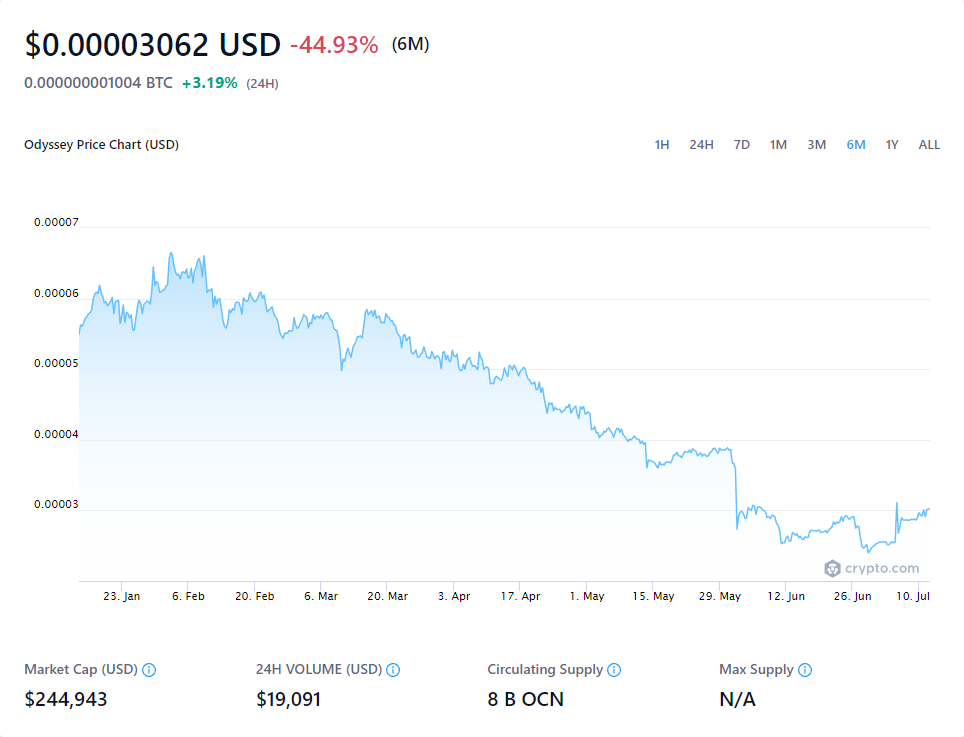 $0.00003062 USD -44.93% (6M)
0.000000001004 BTC +3.19% (24H)
Odyssey Price Chart (USD) 1H 24H 7D 1M 3M 6M 1Y ALL
0.00007
0.00006
0.00005
0.00004
0.00003
crypto.com
23. Jan 6. Feb 20. Feb 6. Mar 20. Mar 3. Apr 17. Apr 1. May 15. May 29. May 12. Jun 26. Jun 10. Jul
Market Cap (USD) 24H VOLUME (USD) Circulating Supply Max Supply
$244,943 $19,091 8 B OCN N/A